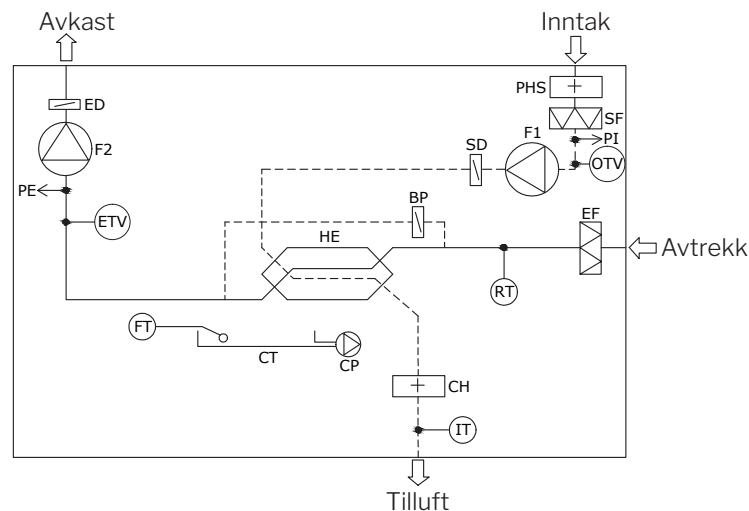 Avkast
Inntak
PHS
ED
SF
F1
PI
F2
SD
OTV
PE
BP
EF
ETV
HE
Avtrekk
RT
FT
CT
CP
CH
IT
Tilluft